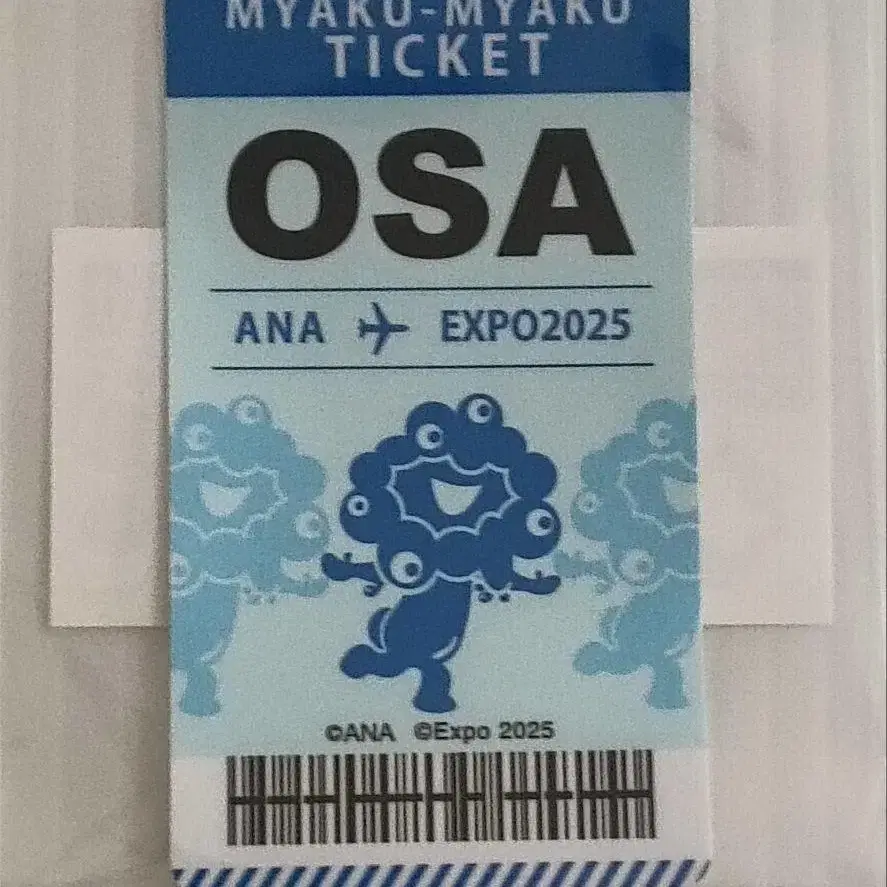 MYAKU-MYAKU
TICKET
OSA
ANA EXPO2025
©ANA ©Expo 2025